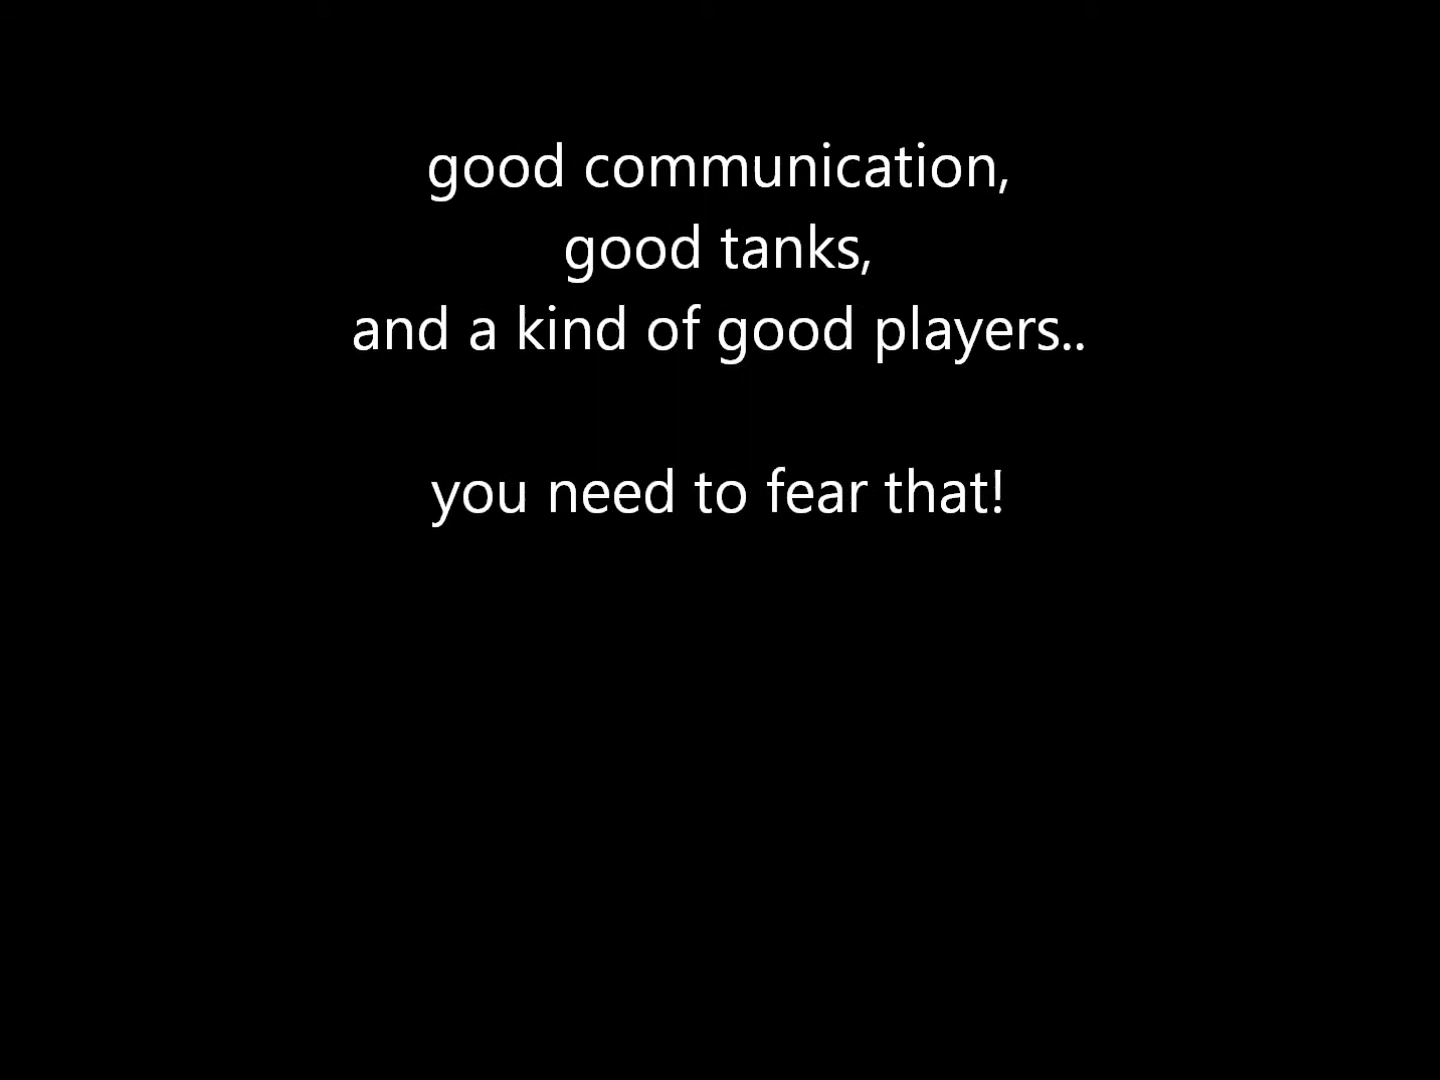 good communication,
good tanks,
and a kind of good players..
you need to fear that!